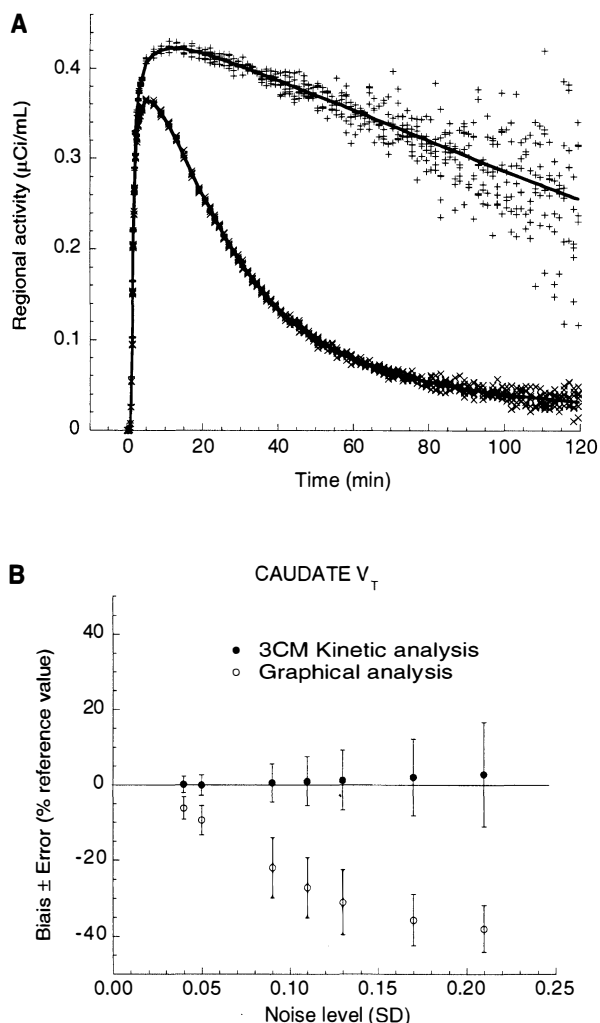 A
Regional activity (μCi/mL)
0.4
0.3
0.2
0.1
0
0
20
40
60
80
100
120
Time (min)
B
CAUDATE V_T
Biais ± Error (% reference value)
40
20
0
-20
-40
● 3CM Kinetic analysis
○ Graphical analysis
0.00
0.05
0.10
0.15
0.20
0.25
Noise level (SD)